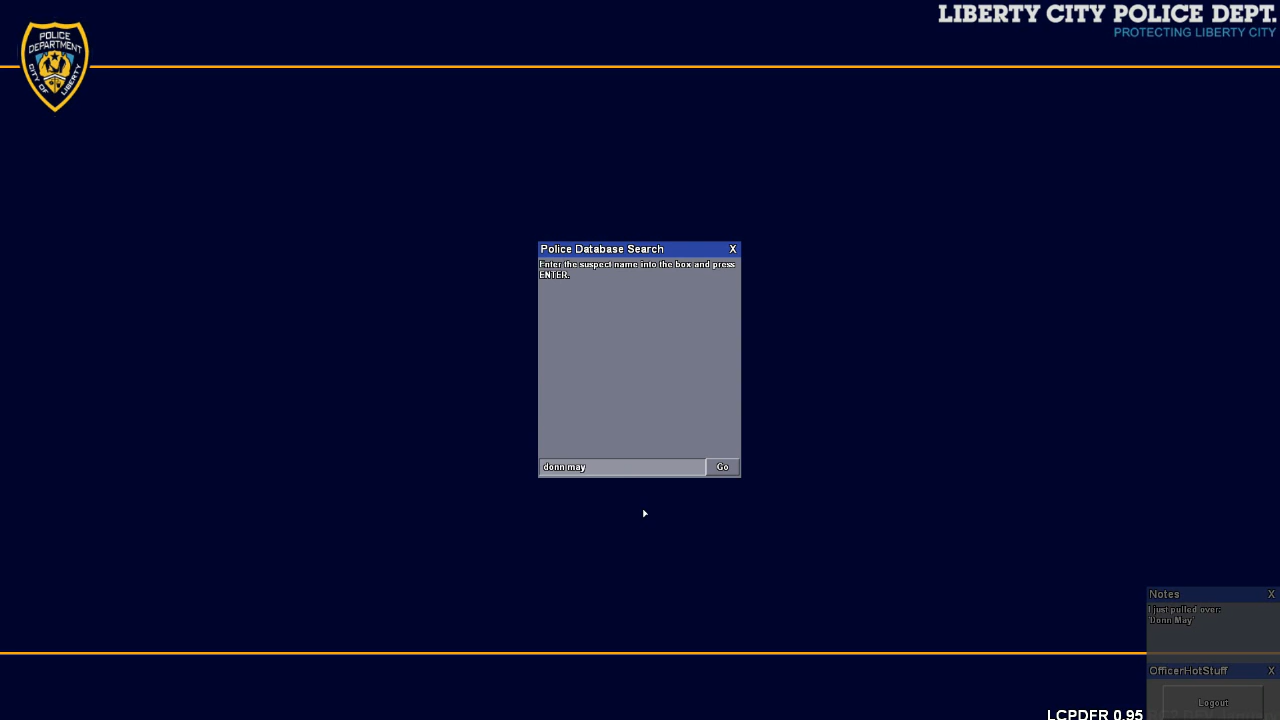 LIBERTY CITY POLICE DEPT.
PROTECTING LIBERTY CITY
POLICE
DEPARTMENT
CITY OF LIBERTY
Police Database Search X
Enter the suspect name into the box and press
ENTER.
donn may Go
Notes X
I just pulled over:
'Donn May'
OfficerHotStuff X
Logout
LCPDFR 0.95